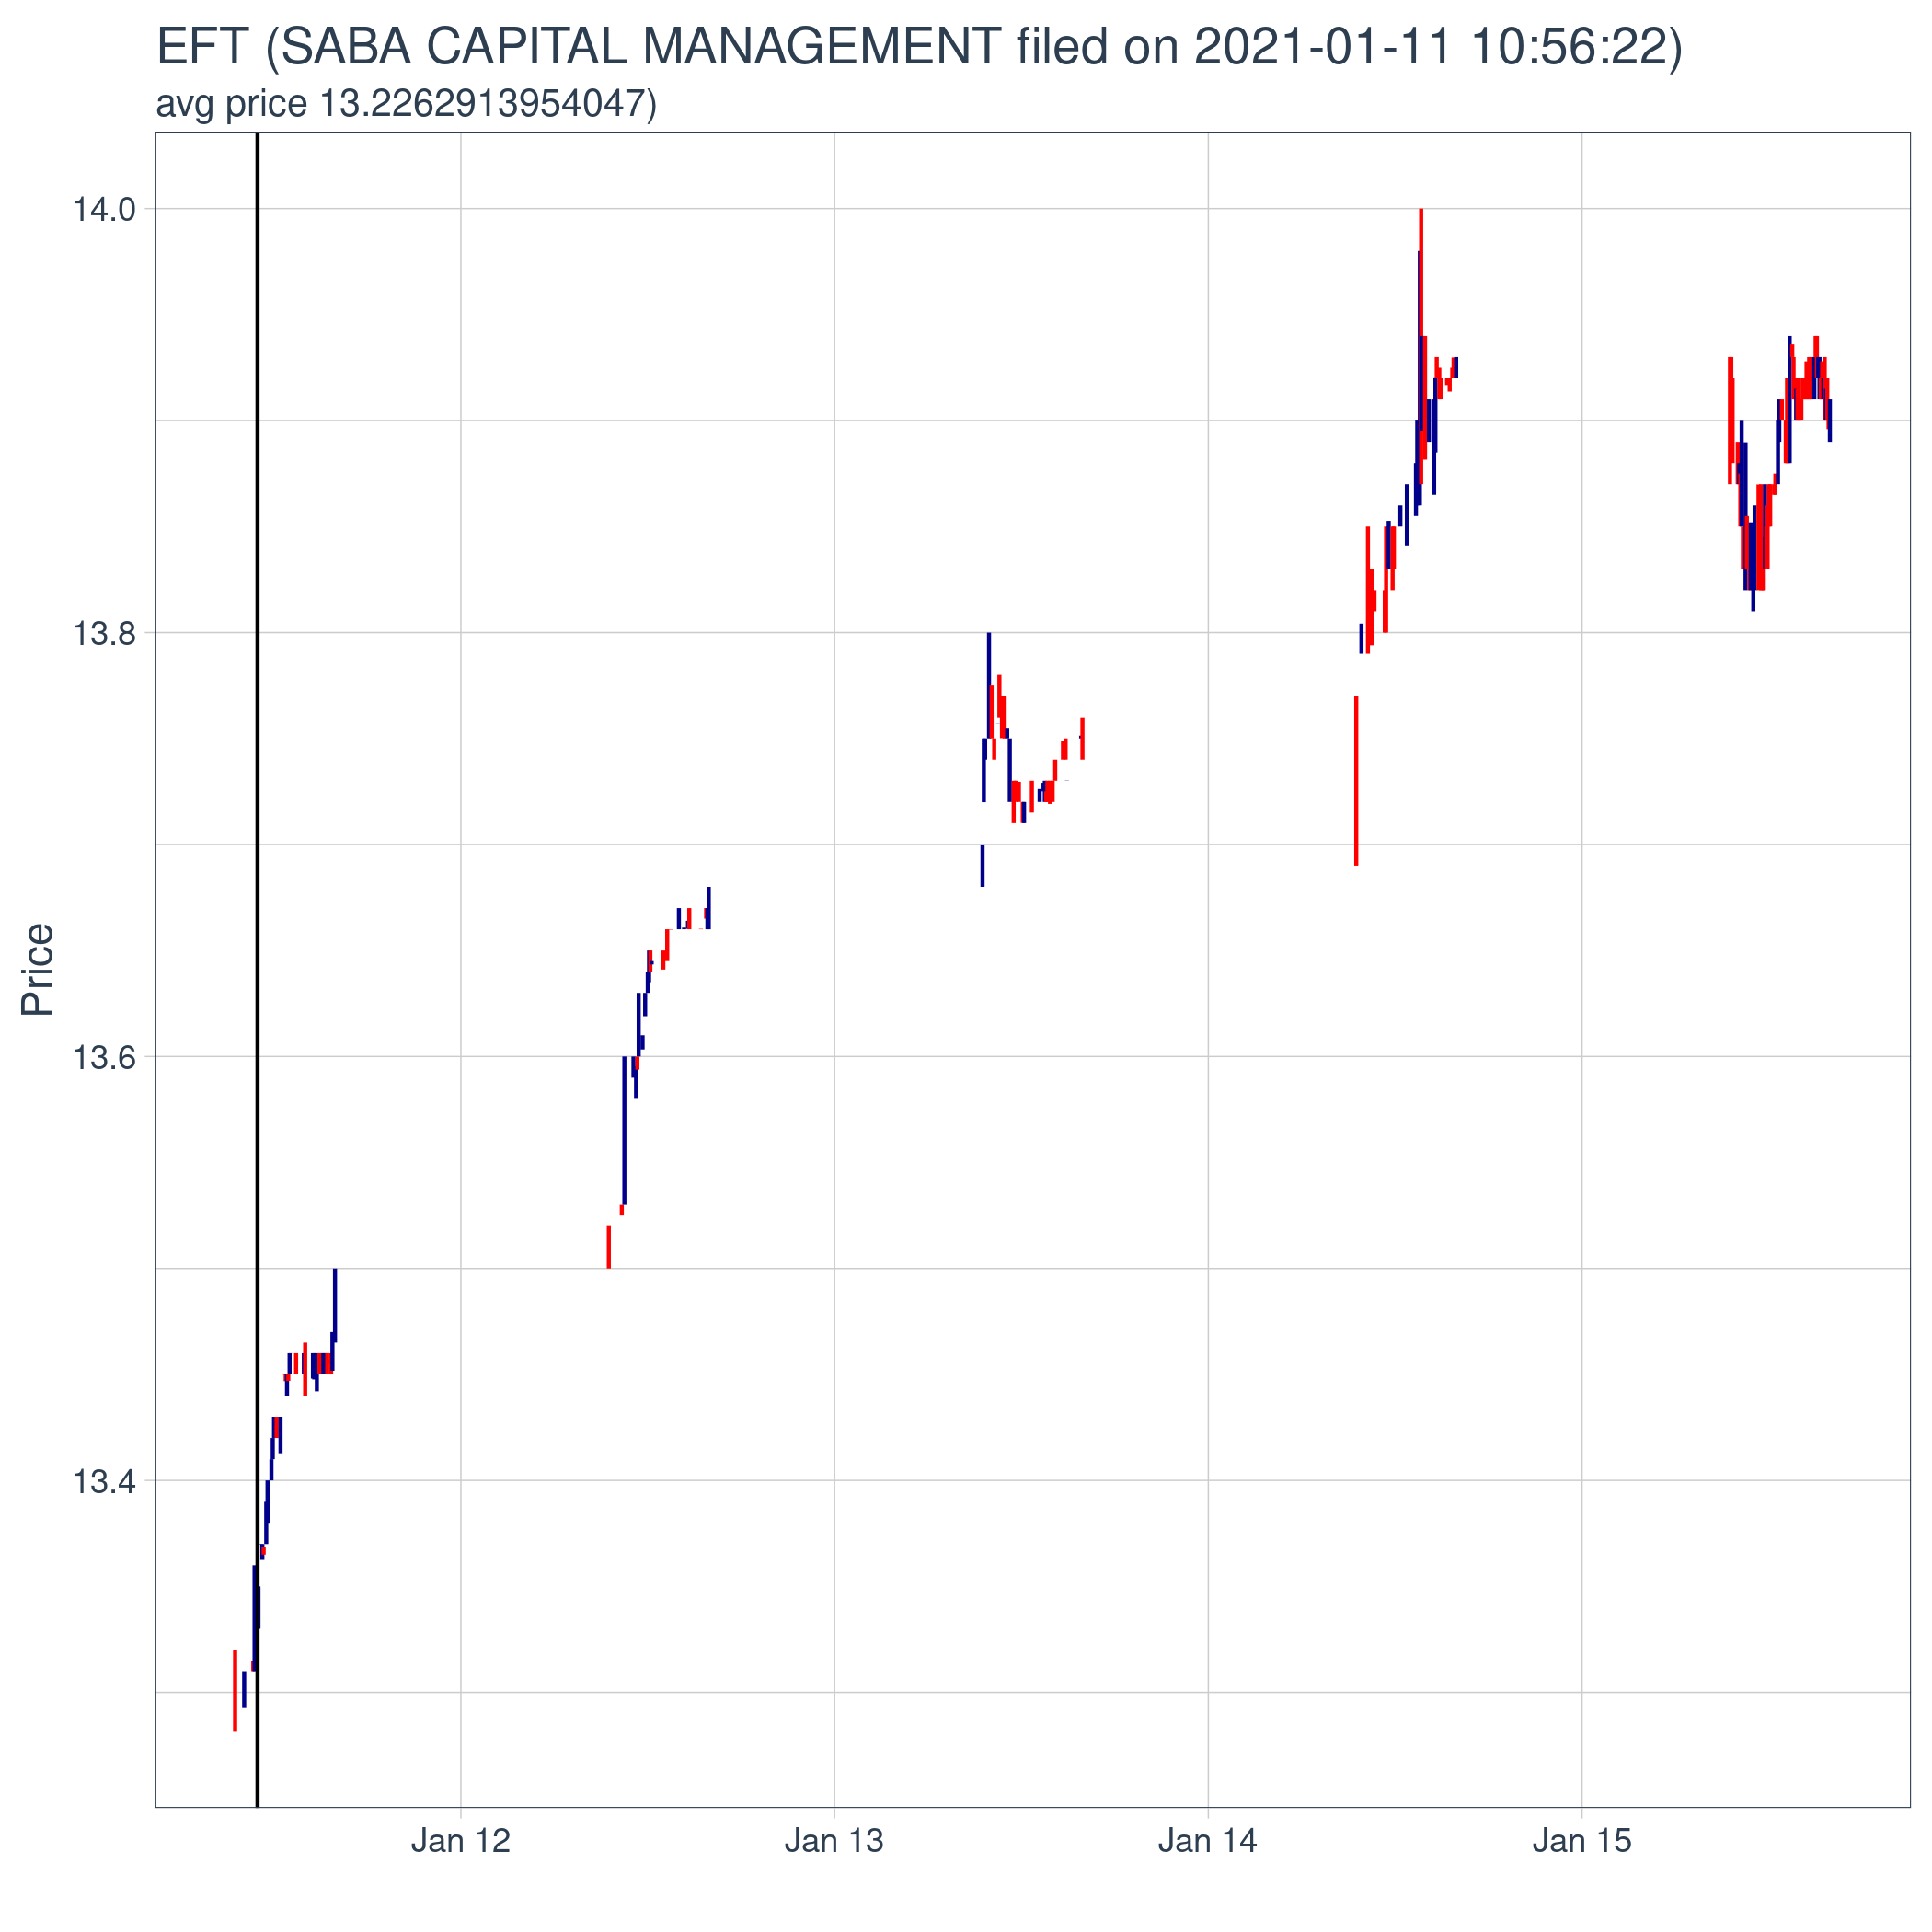 EFT (SABA CAPITAL MANAGEMENT filed on 2021-01-11 10:56:22)
avg price 13.2262913954047)
14.0
13.8
13.6
13.4
Price
Jan 12
Jan 13
Jan 14
Jan 15